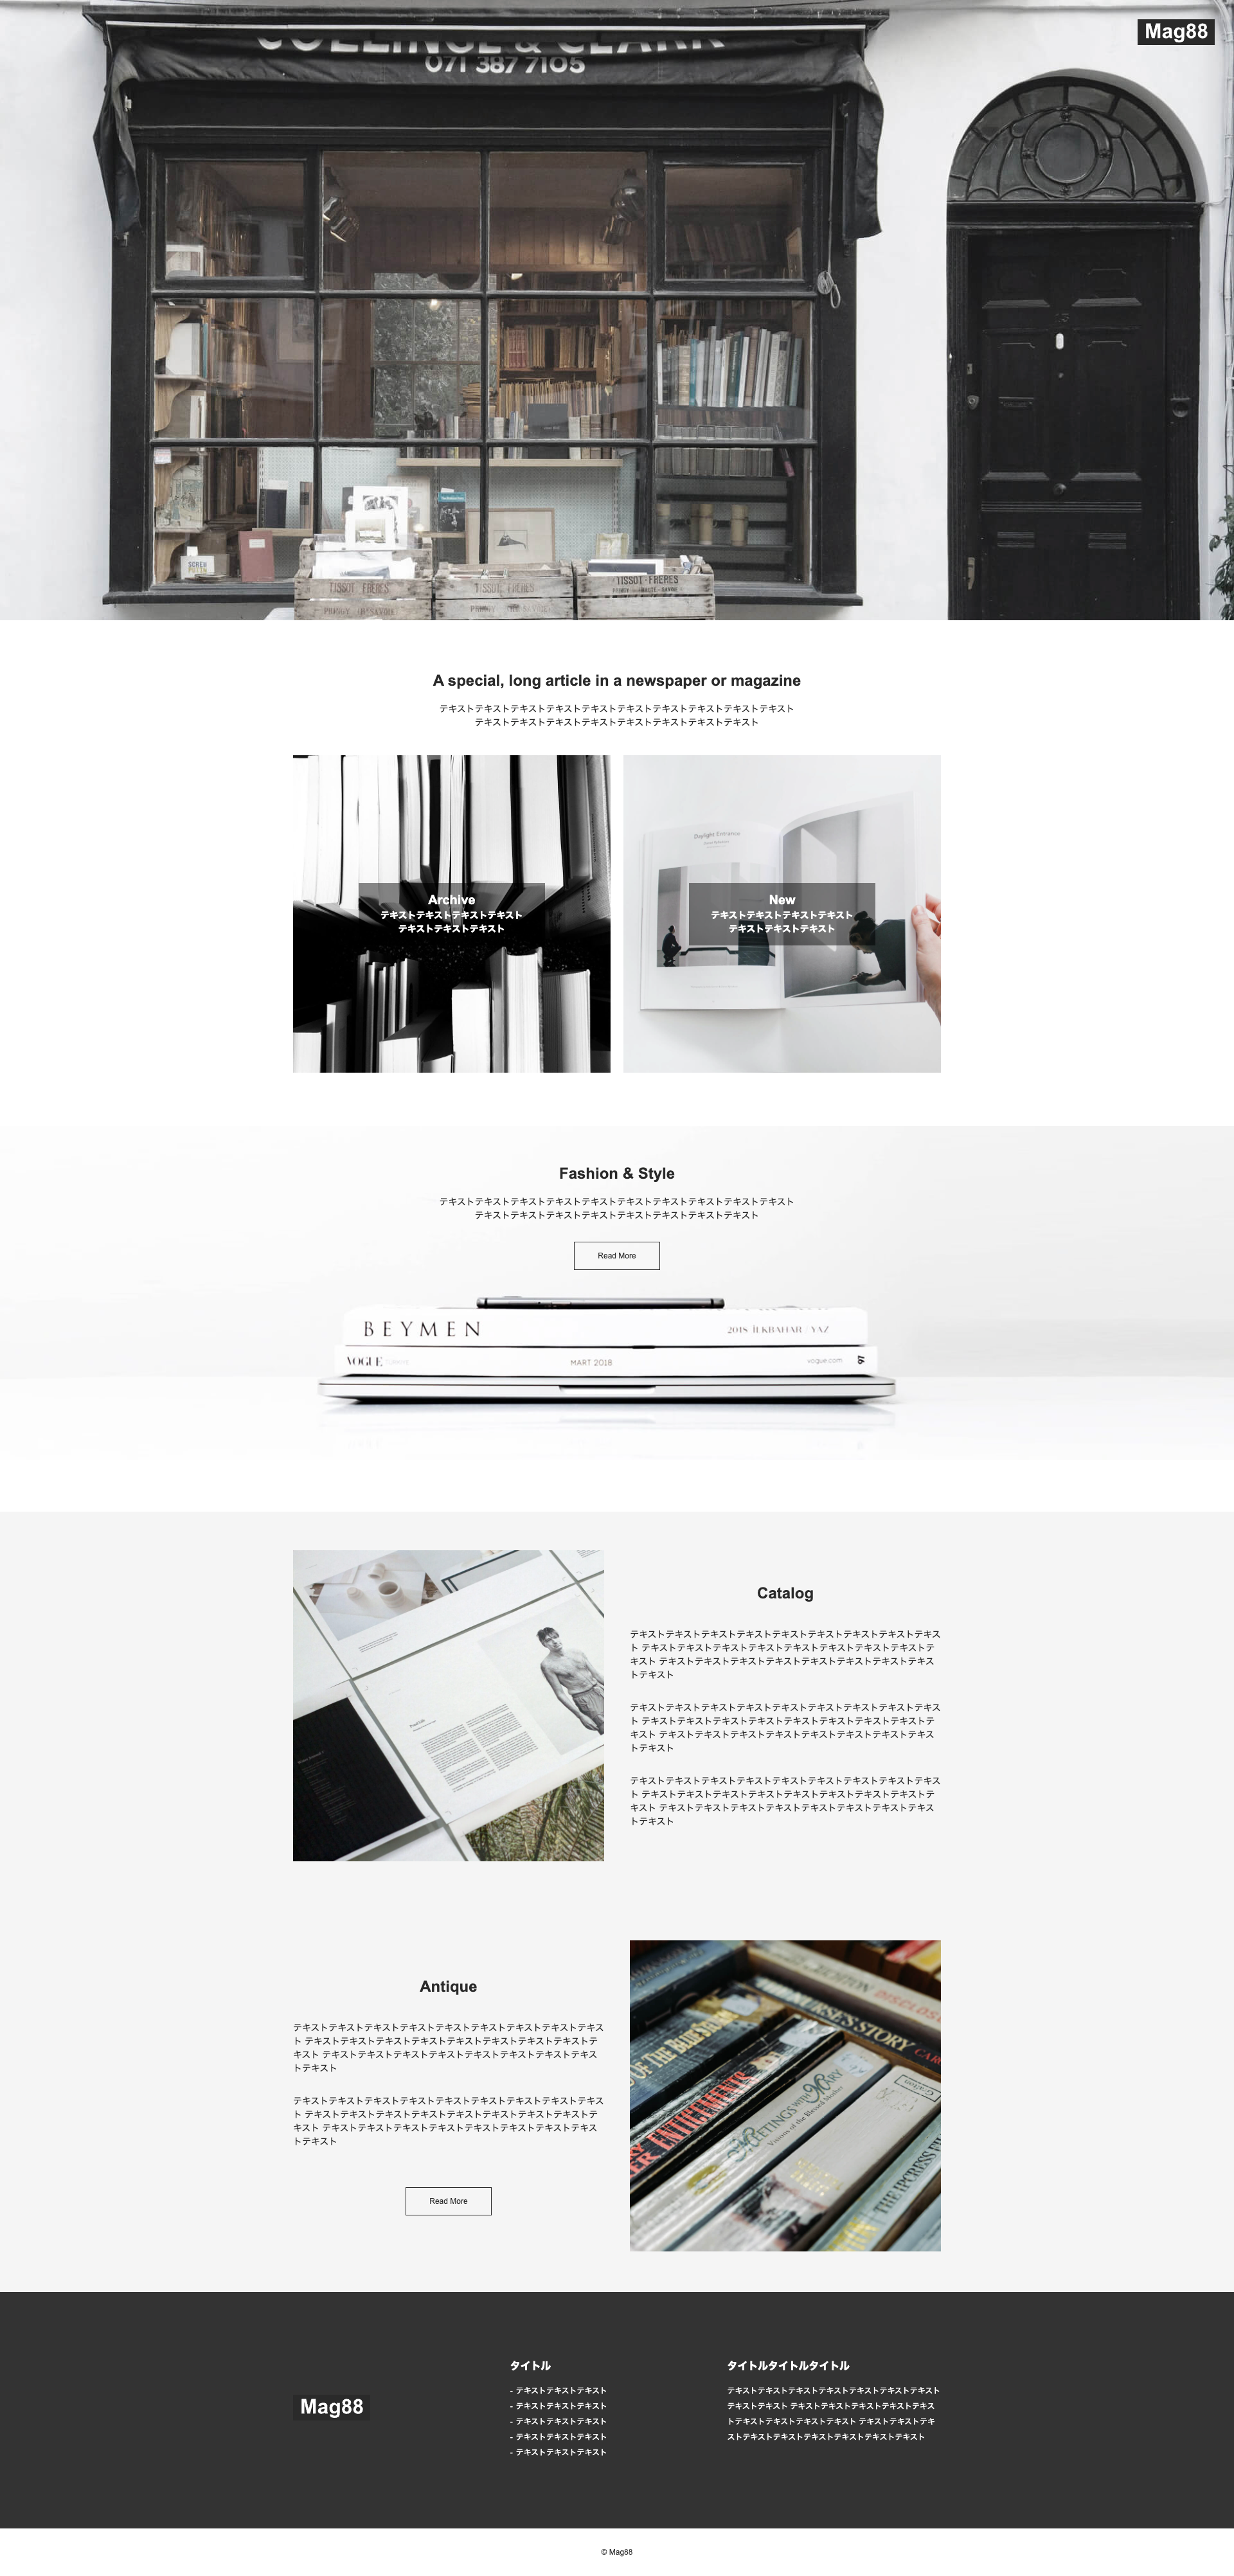 Mag88
COLLINGE & CLARK
071 387 7105
TISSOT-FRERES
TISSOT FRERES
TISSOT-FRERES
A special, long article in a newspaper or magazine
テキストテキストテキストテキストテキストテキストテキストテキストテキストテキスト
テキストテキストテキストテキストテキストテキストテキストテキスト
Archive
テキストテキストテキストテキスト
テキストテキストテキスト
Daylight Entrance
New
テキストテキストテキストテキスト
テキストテキストテキスト
Fashion & Style
テキストテキストテキストテキストテキストテキストテキストテキストテキストテキスト
テキストテキストテキストテキストテキストテキストテキストテキスト
Read More
BEYMEN 2018 İLKBAHAR / YAZ
VOGUE MART 2018 vogue.com 97
Catalog
テキストテキストテキストテキストテキストテキストテキストテキストテキス
ト テキストテキストテキストテキストテキストテキストテキストテキストテ
キスト テキストテキストテキストテキストテキストテキストテキストテキス
トテキスト
テキストテキストテキストテキストテキストテキストテキストテキストテキス
ト テキストテキストテキストテキストテキストテキストテキストテキストテ
キスト テキストテキストテキストテキストテキストテキストテキストテキス
トテキスト
テキストテキストテキストテキストテキストテキストテキストテキストテキス
ト テキストテキストテキストテキストテキストテキストテキストテキストテ
キスト テキストテキストテキストテキストテキストテキストテキストテキス
トテキスト
Antique
テキストテキストテキストテキストテキストテキストテキストテキストテキス
ト テキストテキストテキストテキストテキストテキストテキストテキストテ
キスト テキストテキストテキストテキストテキストテキストテキストテキス
トテキスト
テキストテキストテキストテキストテキストテキストテキストテキストテキス
ト テキストテキストテキストテキストテキストテキストテキストテキストテ
キスト テキストテキストテキストテキストテキストテキストテキストテキス
トテキスト
Read More
THE NURSE'S STORY
OF THE BLUE
ENTICEMENTS
GREETINGS WITH MARY
Visions of the Blessed Mother
THE IPCRESS
Mag88
タイトル
- テキストテキストテキスト
- テキストテキストテキスト
- テキストテキストテキスト
- テキストテキストテキスト
- テキストテキストテキスト
タイトルタイトルタイトル
テキストテキストテキストテキストテキストテキストテキスト
テキストテキスト テキストテキストテキストテキストテキス
トテキストテキストテキストテキスト テキストテキストテキ
ストテキストテキストテキストテキストテキストテキスト
© Mag88